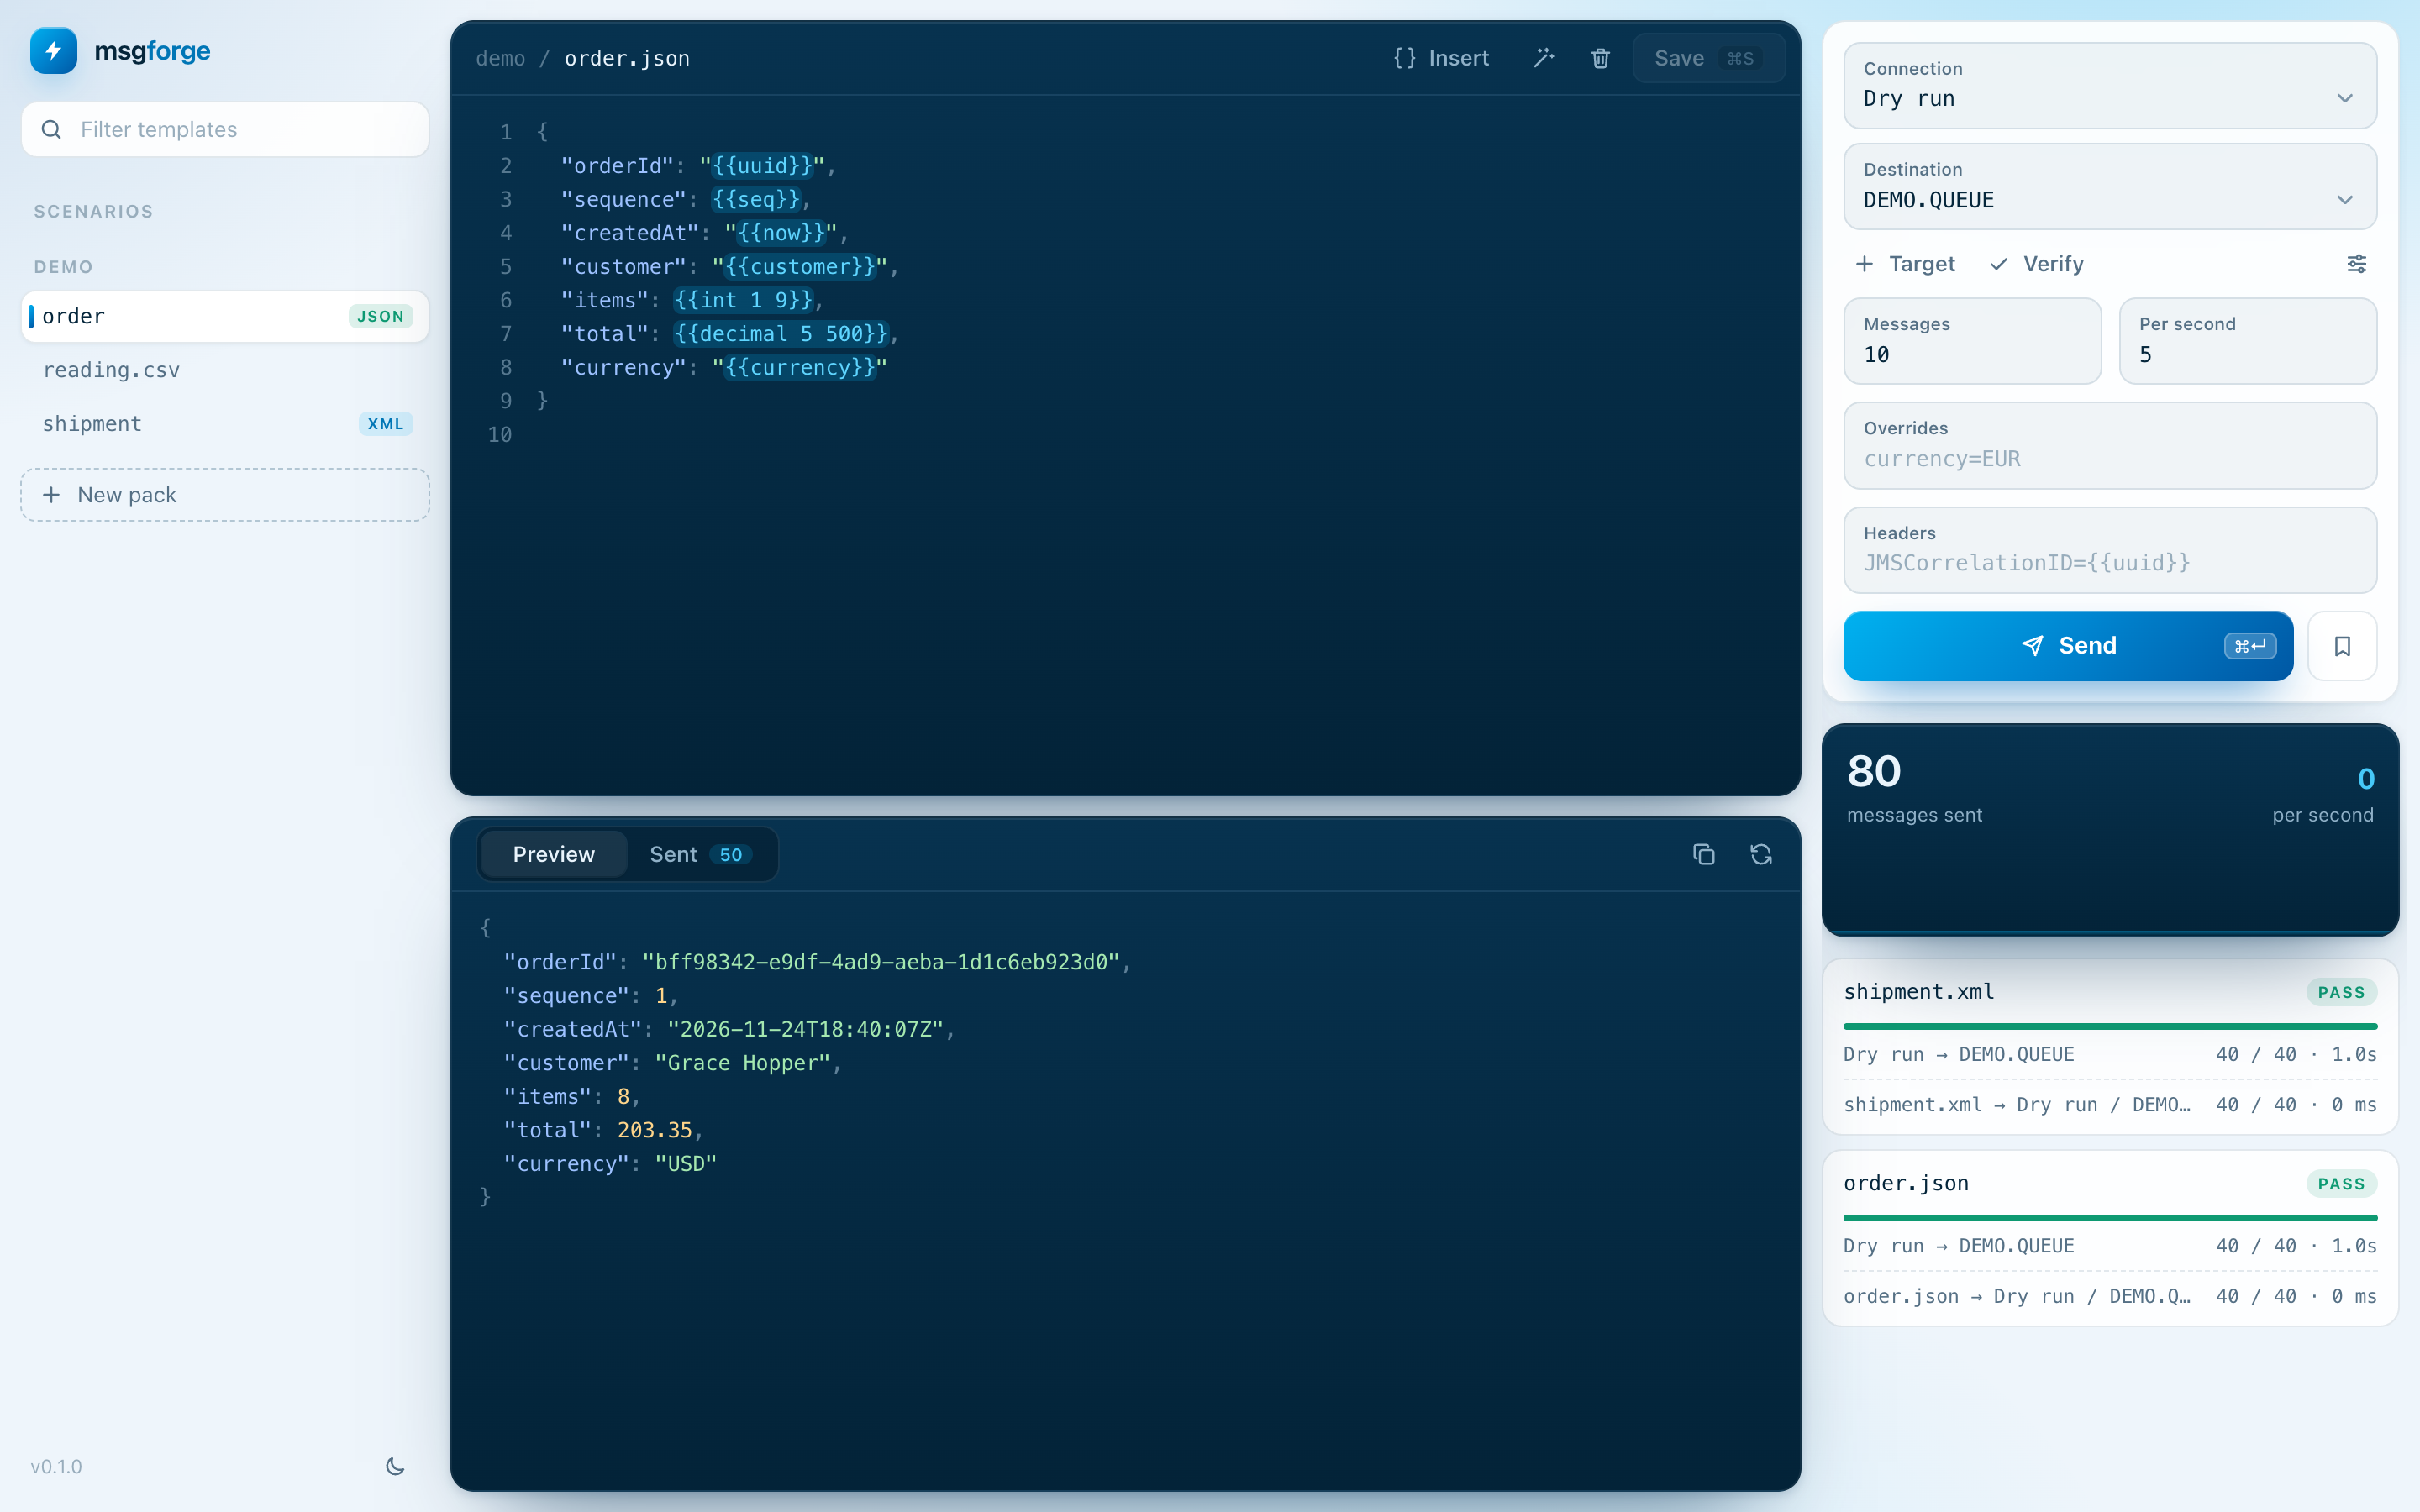 msgforge
Filter templates
SCENARIOS
DEMO
order JSON
reading.csv
shipment XML
+ New pack
v0.1.0
demo / order.json
{} Insert
Save ⌘S
1 {
2 "orderId": "{{uuid}}",
3 "sequence": {{seq}},
4 "createdAt": "{{now}}",
5 "customer": "{{customer}}",
6 "items": {{int 1 9}},
7 "total": {{decimal 5 500}},
8 "currency": "{{currency}}"
9 }
10
Preview
Sent 50
{
"orderId": "bff98342-e9df-4ad9-aeba-1d1c6eb923d0",
"sequence": 1,
"createdAt": "2026-11-24T18:40:07Z",
"customer": "Grace Hopper",
"items": 8,
"total": 203.35,
"currency": "USD"
}
Connection
Dry run
Destination
DEMO.QUEUE
+ Target ✓ Verify
Messages
10
Per second
5
Overrides
currency=EUR
Headers
JMSCorrelationID={{uuid}}
Send ⌘↵
80
messages sent
0
per second
shipment.xml PASS
Dry run → DEMO.QUEUE 40 / 40 · 1.0s
shipment.xml → Dry run / DEMO… 40 / 40 · 0 ms
order.json PASS
Dry run → DEMO.QUEUE 40 / 40 · 1.0s
order.json → Dry run / DEMO.Q… 40 / 40 · 0 ms